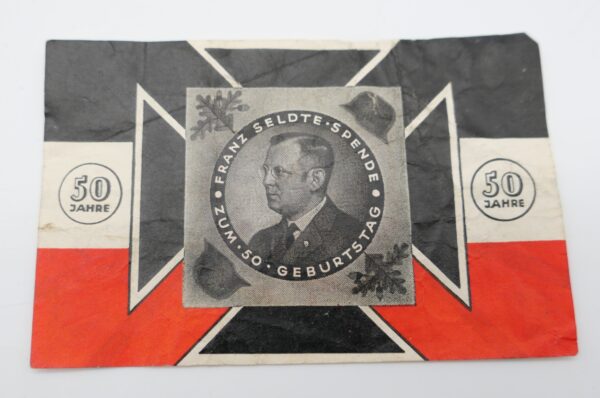 50
JAHRE
• FRANZ SELDTE • SPENDE •
ZUM • 50 • GEBURTSTAG
50
JAHRE